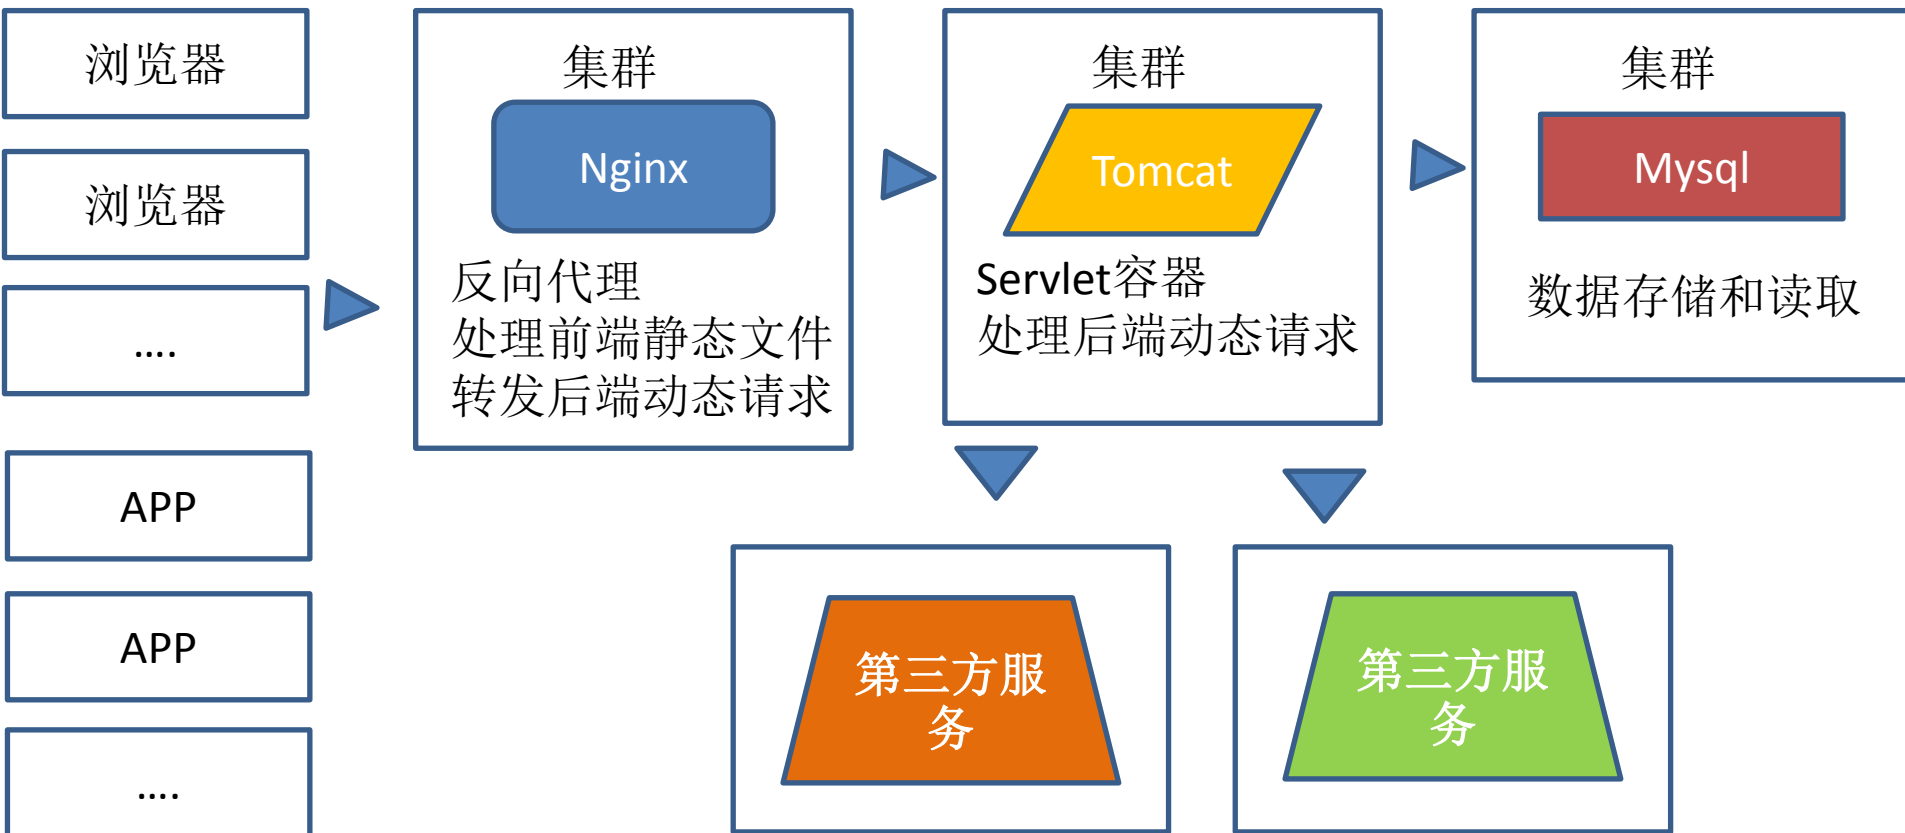 浏览器
浏览器
....
APP
APP
....
集群
Nginx
反向代理
处理前端静态文件
转发后端动态请求
集群
Tomcat
Servlet容器
处理后端动态请求
集群
Mysql
数据存储和读取
第三方服
务
第三方服
务